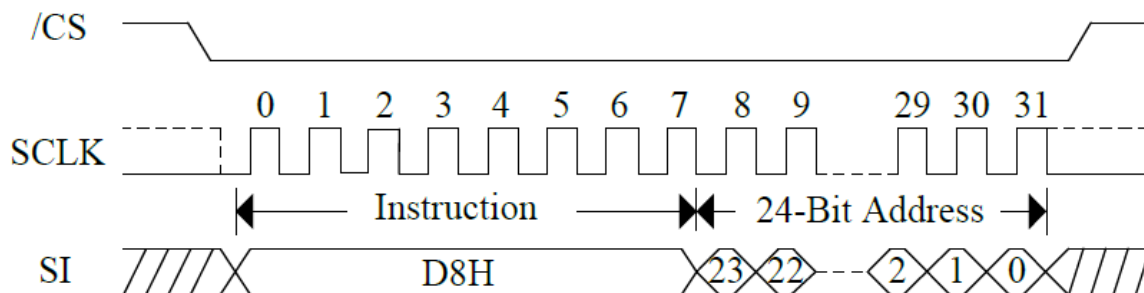 /CS
0 1 2 3 4 5 6 7 8 9 29 30 31
SCLK
Instruction 24-Bit Address
SI D8H 23 22 2 1 0